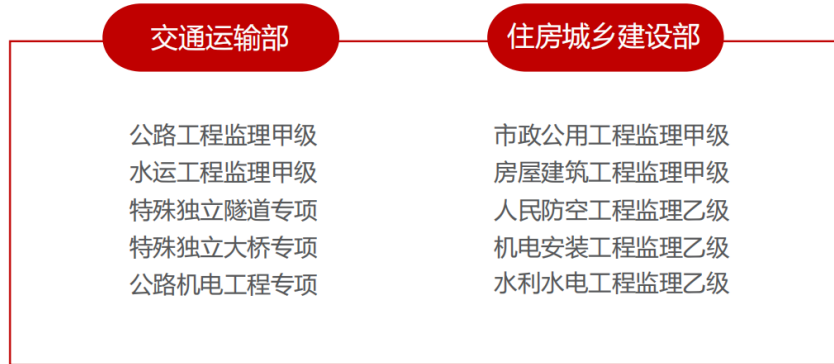 交通运输部
公路工程监理甲级
水运工程监理甲级
特殊独立隧道专项
特殊独立大桥专项
公路机电工程专项
住房城乡建设部
市政公用工程监理甲级
房屋建筑工程监理甲级
人民防空工程监理乙级
机电安装工程监理乙级
水利水电工程监理乙级